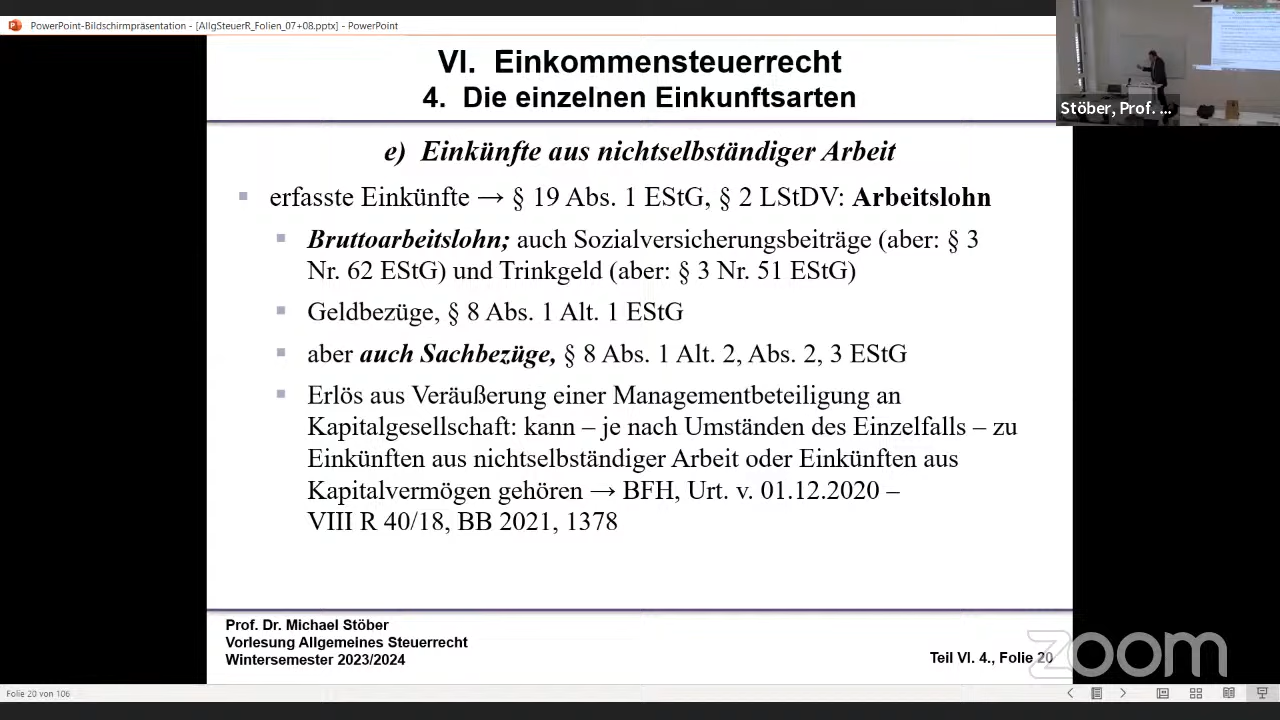 PowerPoint-Bildschirmpräsentation - [AllgSteuerR_Folien_07+08.pptx] - PowerPoint
Stöber, Prof. ...
VI. Einkommensteuerrecht
4. Die einzelnen Einkunftsarten
e) Einkünfte aus nichtselbständiger Arbeit
erfasste Einkünfte → § 19 Abs. 1 EStG, § 2 LStDV: Arbeitslohn
Bruttoarbeitslohn; auch Sozialversicherungsbeiträge (aber: § 3
Nr. 62 EStG) und Trinkgeld (aber: § 3 Nr. 51 EStG)
Geldbezüge, § 8 Abs. 1 Alt. 1 EStG
aber auch Sachbezüge, § 8 Abs. 1 Alt. 2, Abs. 2, 3 EStG
Erlös aus Veräußerung einer Managementbeteiligung an
Kapitalgesellschaft: kann – je nach Umständen des Einzelfalls – zu
Einkünften aus nichtselbständiger Arbeit oder Einkünften aus
Kapitalvermögen gehören → BFH, Urt. v. 01.12.2020 –
VIII R 40/18, BB 2021, 1378
Prof. Dr. Michael Stöber
Vorlesung Allgemeines Steuerrecht
Wintersemester 2023/2024
Teil VI. 4., Folie 20
zoom
Folie 20 von 106